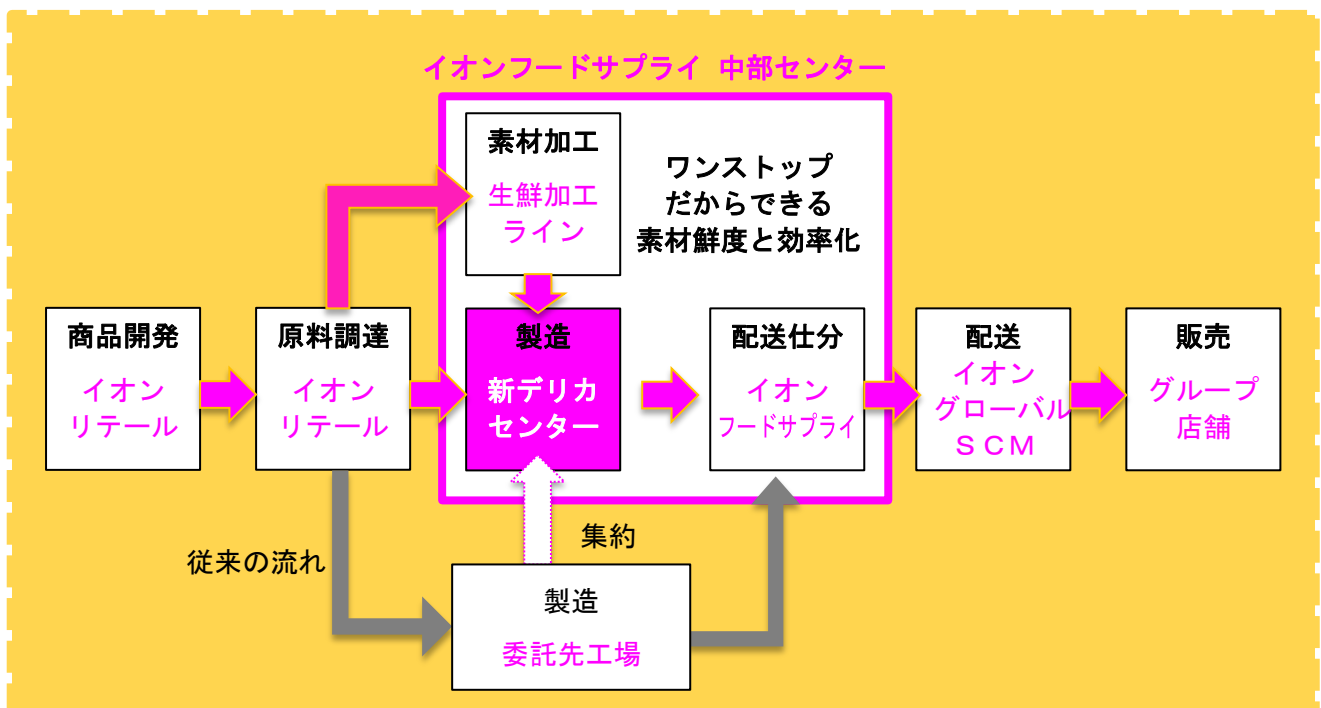 イオンフードサプライ 中部センター
素材加工
生鮮加工
ライン
ワンストップ
だからできる
素材鮮度と効率化
商品開発
イオン
リテール
原料調達
イオン
リテール
製造
新デリカ
センター
配送仕分
イオン
フードサプライ
配送
イオン
グローバル
ＳＣＭ
販売
グループ
店舗
従来の流れ
集約
製造
委託先工場